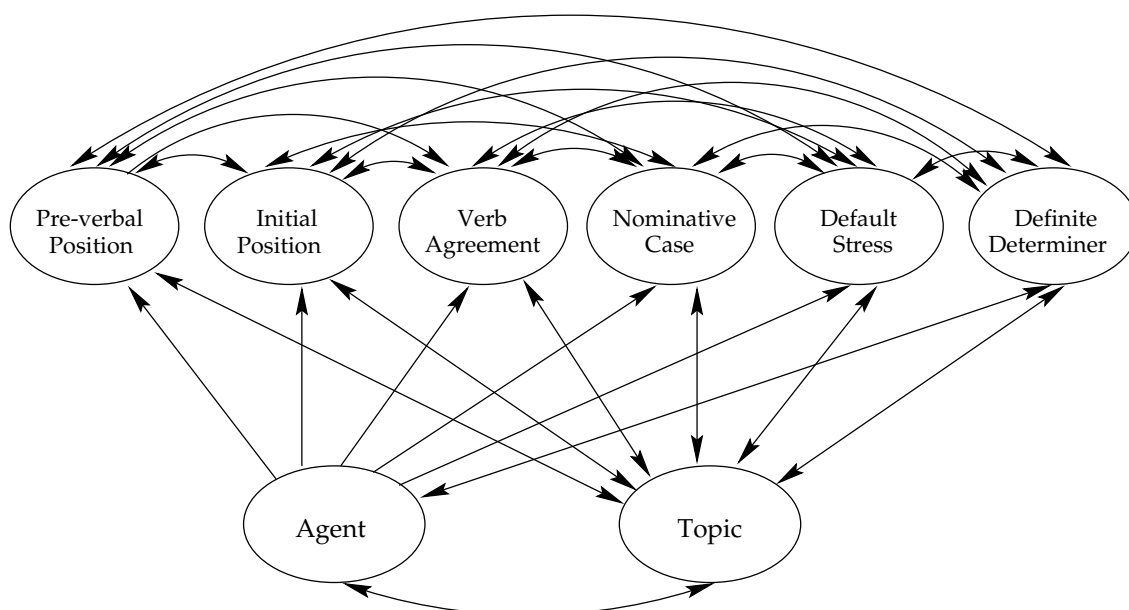 Pre-verbal
Position
Initial
Position
Verb
Agreement
Nominative
Case
Default
Stress
Definite
Determiner
Agent
Topic